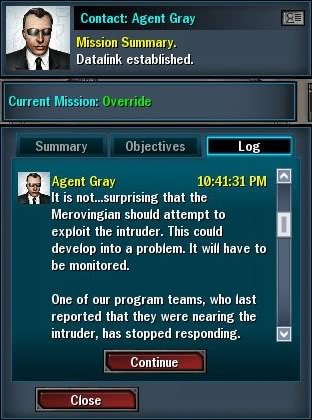 Contact: Agent Gray
Mission Summary.
Datalink established.
Current Mission: Override
Summary
Objectives
Log
Agent Gray 10:41:31 PM
It is not...surprising that the
Merovingian should attempt to
exploit the intruder. This could
develop into a problem. It will have to
be monitored.
One of our program teams, who last
reported that they were nearing the
intruder, has stopped responding.
Continue
Close